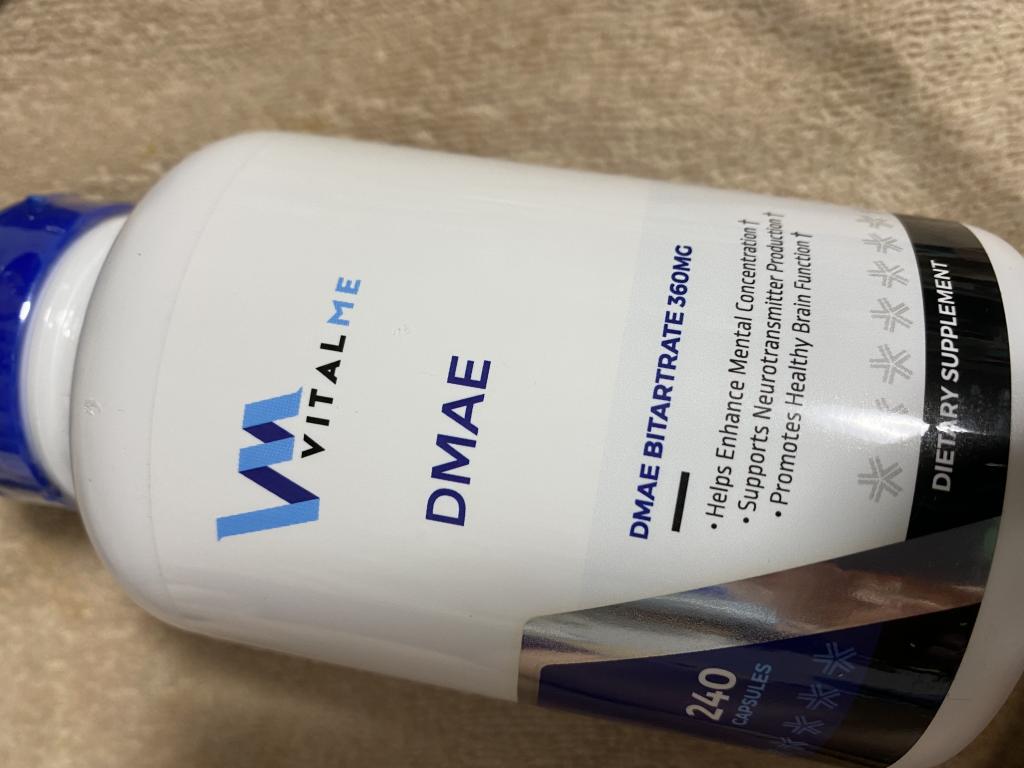 VITALME
DMAE
DMAE BITARTRATE 360MG
• Helps Enhance Mental Concentration†
• Supports Neurotransmitter Production†
• Promotes Healthy Brain Function†
DIETARY SUPPLEMENT
240
CAPSULES